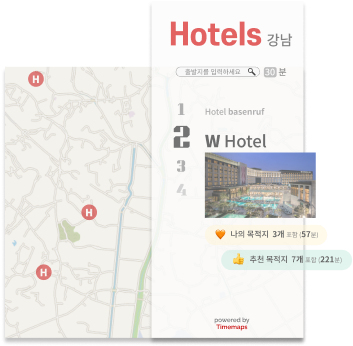 Hotels 강남
출발지를 입력하세요 30 분
1 Hotel basenruf
2 W Hotel
3
4
나의 목적지 3개 포함 (57분)
추천 목적지 7개 포함 (221분)
powered by
Timomaps
H
H
H